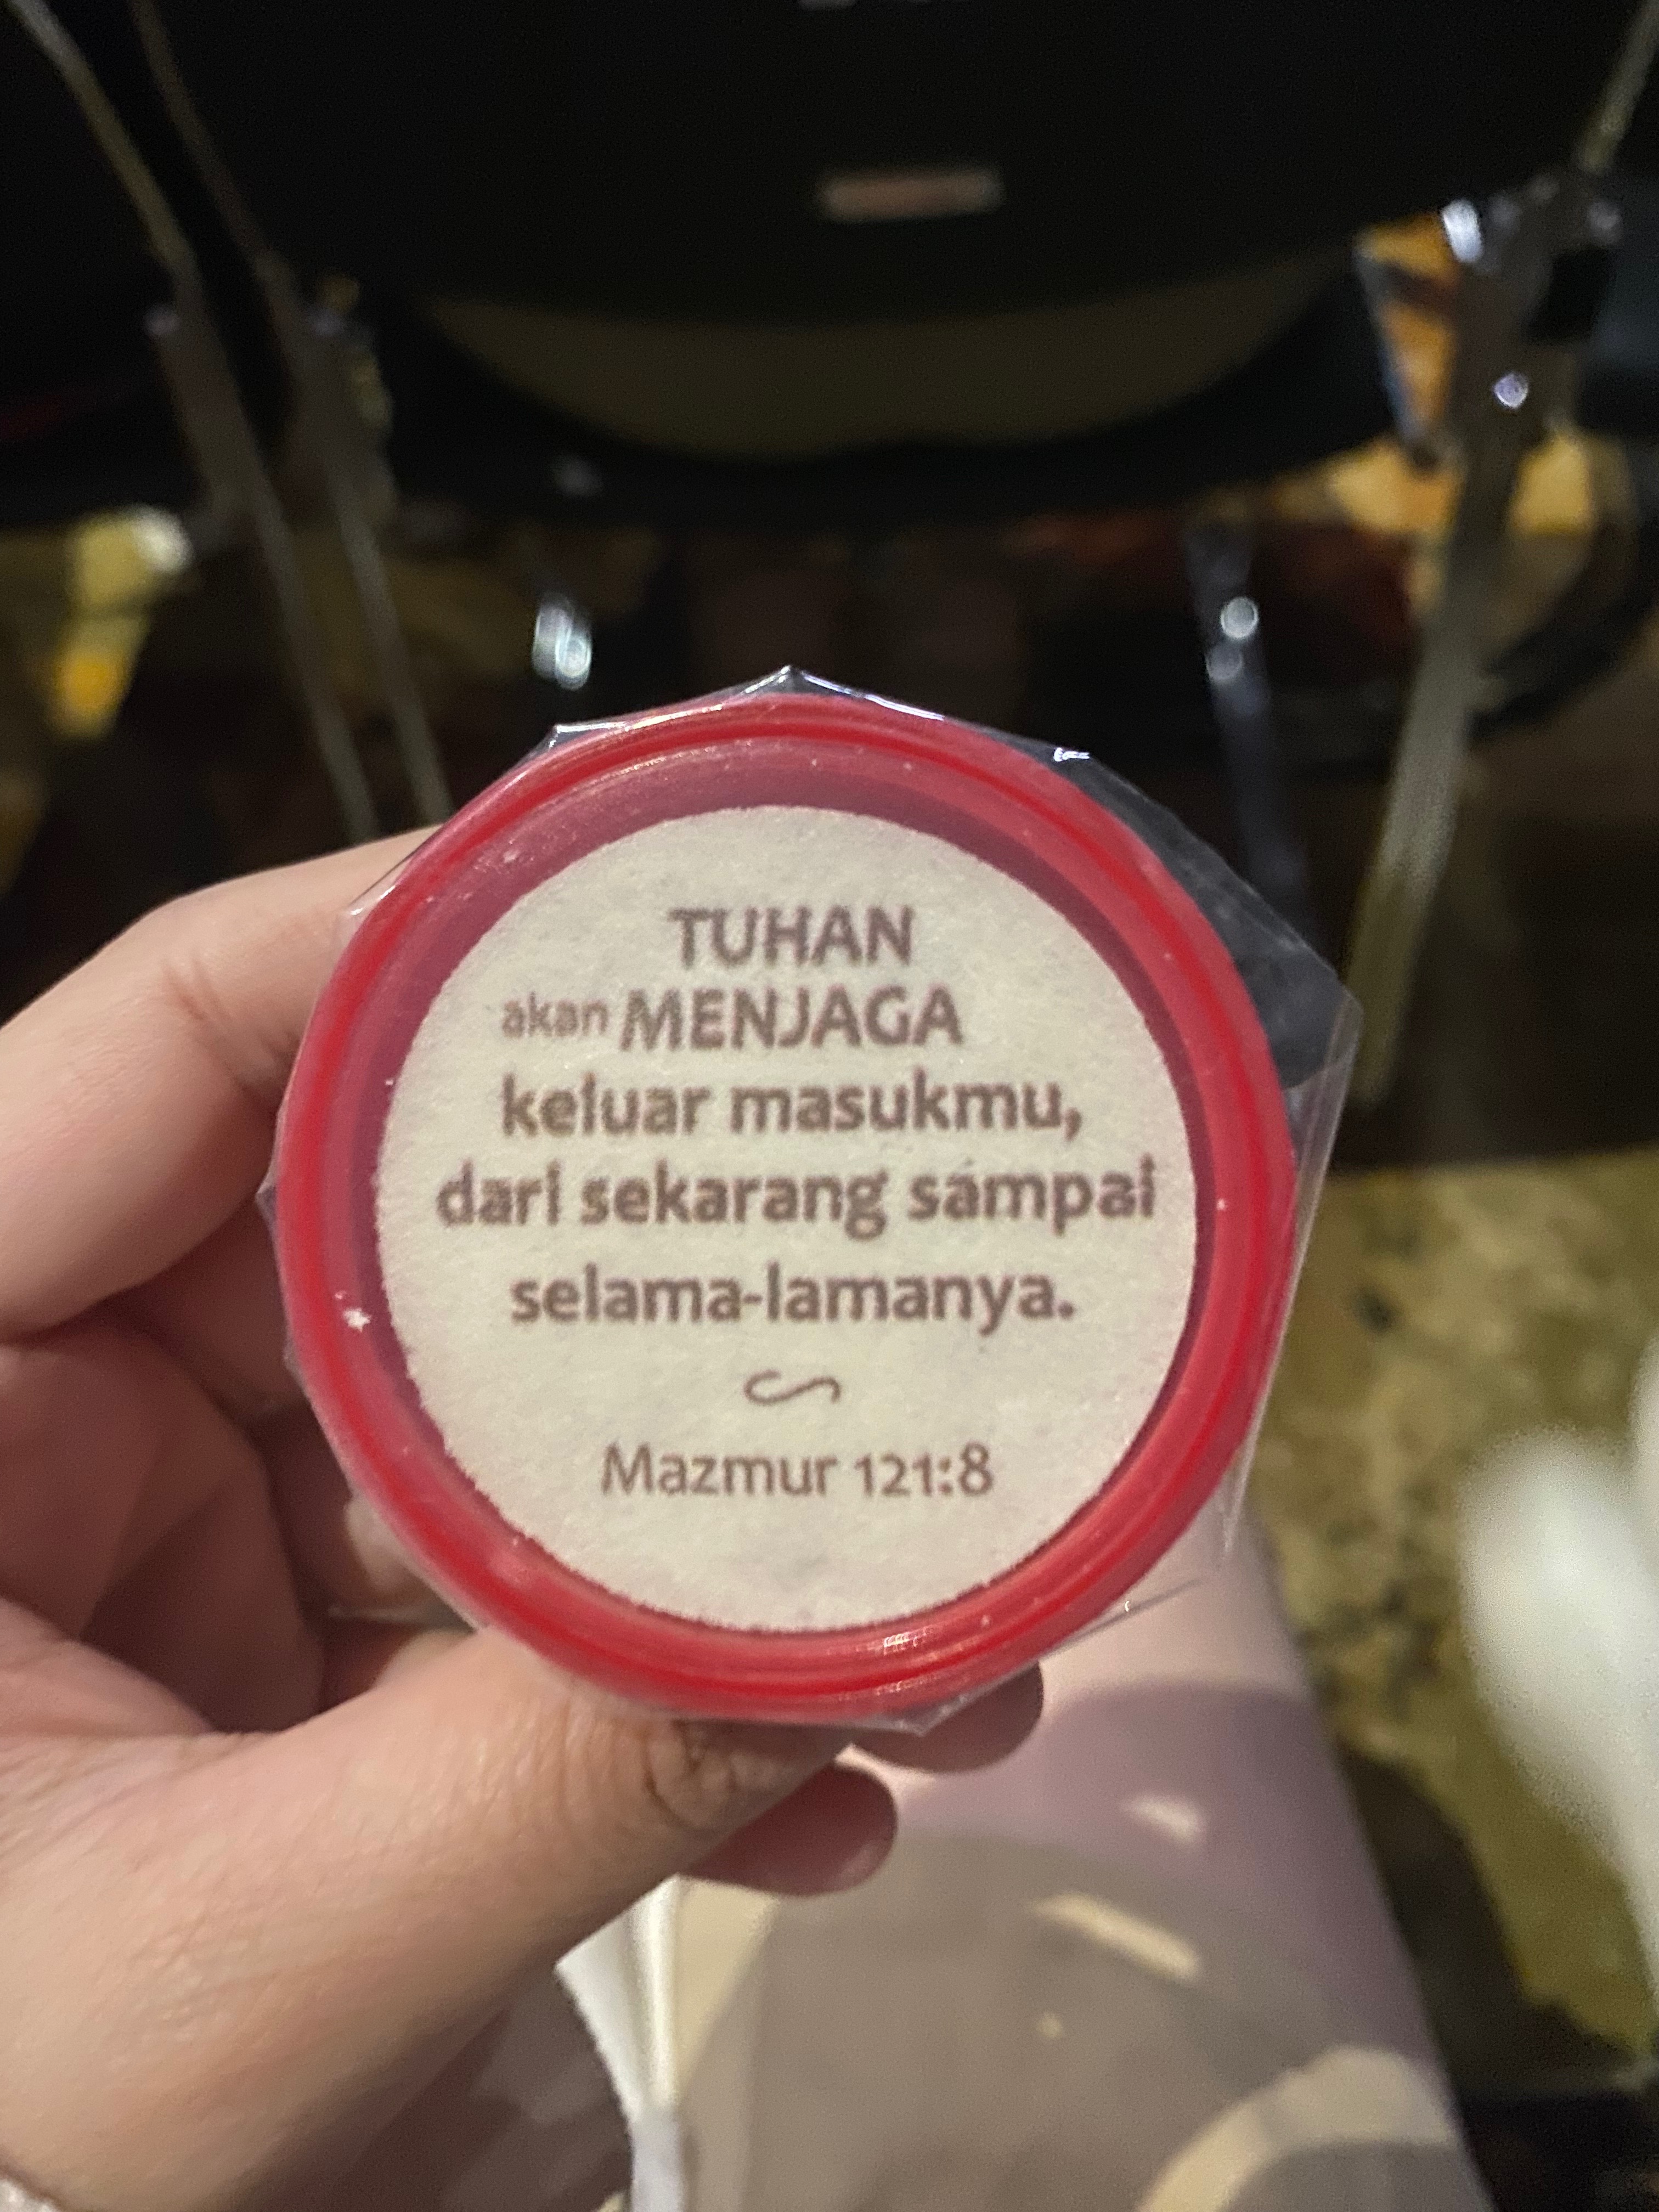 TUHAN
akan MENJAGA
keluar masukmu,
dari sekarang sampai
selama-lamanya.
Mazmur 121:8